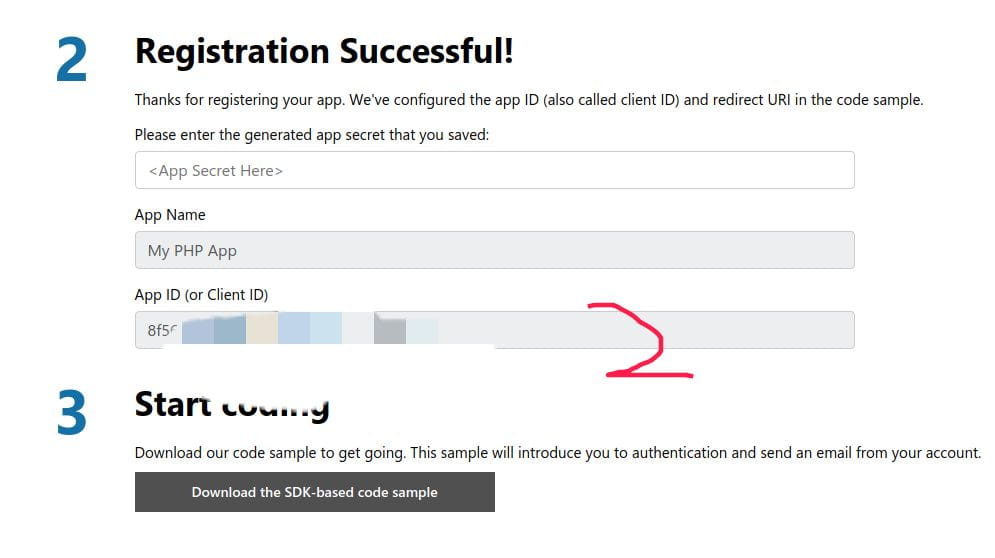 2
Registration Successful!
Thanks for registering your app. We've configured the app ID (also called client ID) and redirect URI in the code sample.
Please enter the generated app secret that you saved:
<App Secret Here>
App Name
My PHP App
App ID (or Client ID)
8f5
2
3
Start coding
Download our code sample to get going. This sample will introduce you to authentication and send an email from your account.
Download the SDK-based code sample